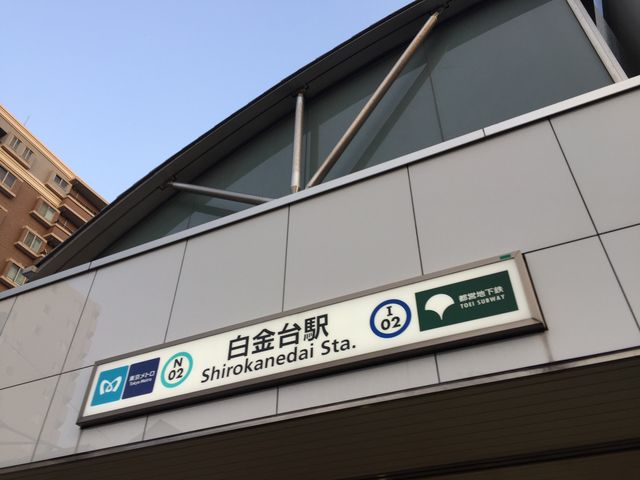 東京メトロ
Tokyo Metro
N
02
白金台駅
Shirokanedai Sta.
I
02
都営地下鉄
TOEI SUBWAY